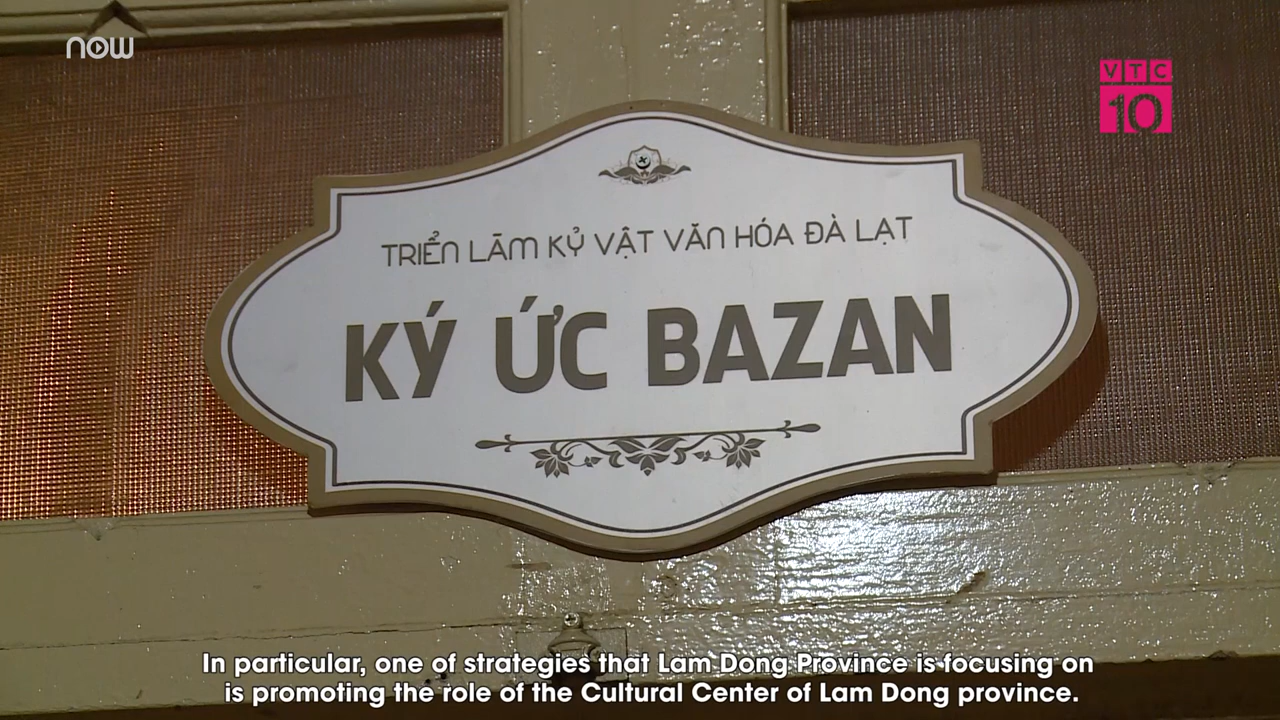 now
VTC
10
TRIỂN LÃM KỶ VẬT VĂN HÓA ĐÀ LẠT
KÝ ỨC BAZAN
In particular, one of strategies that Lam Dong Province is focusing on
is promoting the role of the Cultural Center of Lam Dong province.